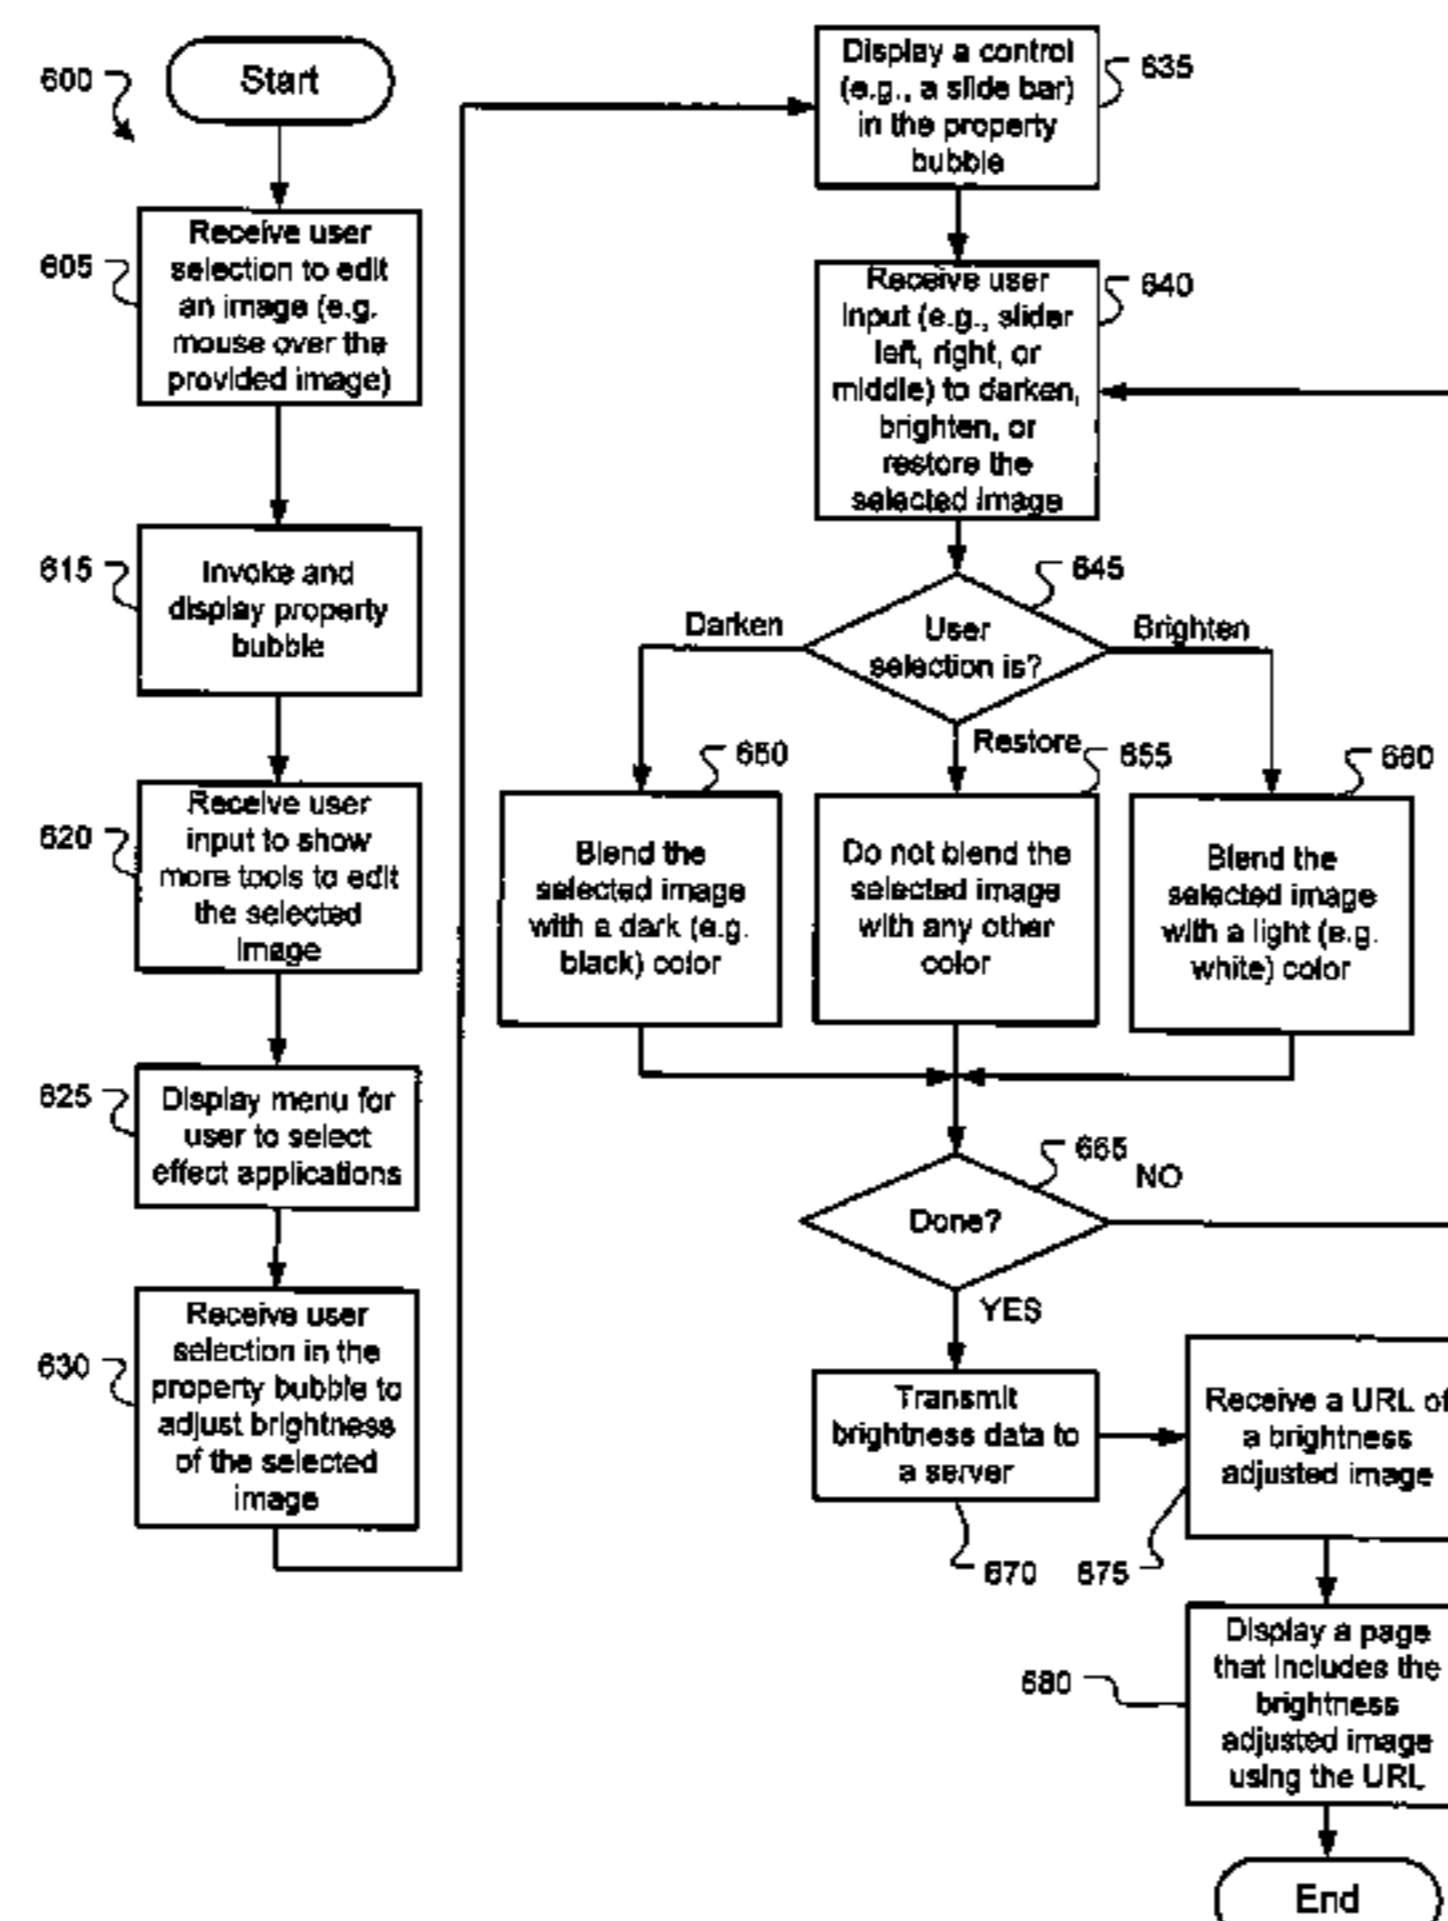 600
Start
605
Receive user
selection to edit
an image (e.g.
mouse over the
provided image)
615
Invoke and
display property
bubble
620
Receive user
input to show
more tools to edit
the selected
image
625
Display menu for
user to select
effect applications
630
Receive user
selection in the
property bubble to
adjust brightness
of the selected
image
Display a control
(e.g., a slide bar)
in the property
bubble
635
Receive user
input (e.g., slider
left, right, or
middle) to darken,
brighten, or
restore the
selected image
640
645
User
selection is?
Darken
Restore
Brighten
650
Blend the
selected image
with a dark (e.g.
black) color
655
Do not blend the
selected image
with any other
color
660
Blend the
selected image
with a light (e.g.
white) color
665
Done?
NO
YES
Transmit
brightness data to
a server
670
Receive a URL of
a brightness
adjusted image
675
680
Display a page
that includes the
brightness
adjusted image
using the URL
End